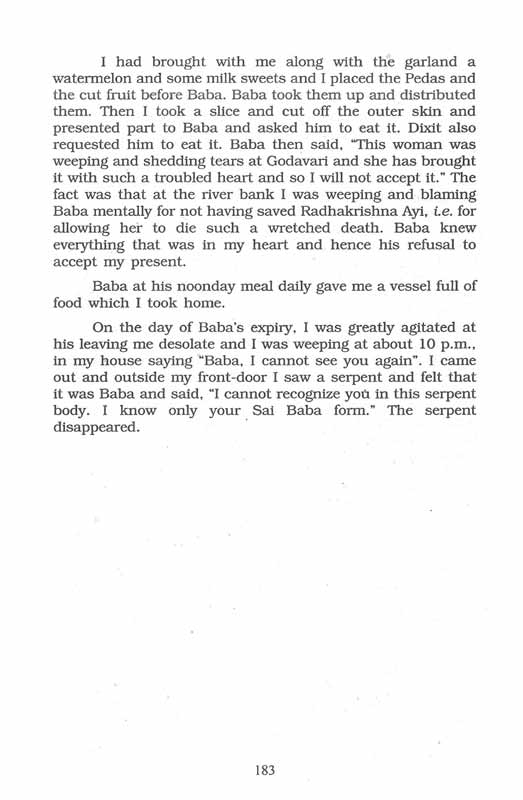 I had brought with me along with the garland a
watermelon and some milk sweets and I placed the Pedas and
the cut fruit before Baba. Baba took them up and distributed
them. Then I took a slice and cut off the outer skin and
presented part to Baba and asked him to eat it. Dixit also
requested him to eat it. Baba then said, "This woman was
weeping and shedding tears at Godavari and she has brought
it with such a troubled heart and so I will not accept it." The
fact was that at the river bank I was weeping and blaming
Baba mentally for not having saved Radhakrishna Ayi, i.e. for
allowing her to die such a wretched death. Baba knew
everything that was in my heart and hence his refusal to
accept my present.
Baba at his noonday meal daily gave me a vessel full of
food which I took home.
On the day of Baba's expiry, I was greatly agitated at
his leaving me desolate and I was weeping at about 10 p.m.,
in my house saying "Baba, I cannot see you again". I came
out and outside my front-door I saw a serpent and felt that
it was Baba and said, "I cannot recognize you in this serpent
body. I know only your Sai Baba form." The serpent
disappeared.
183